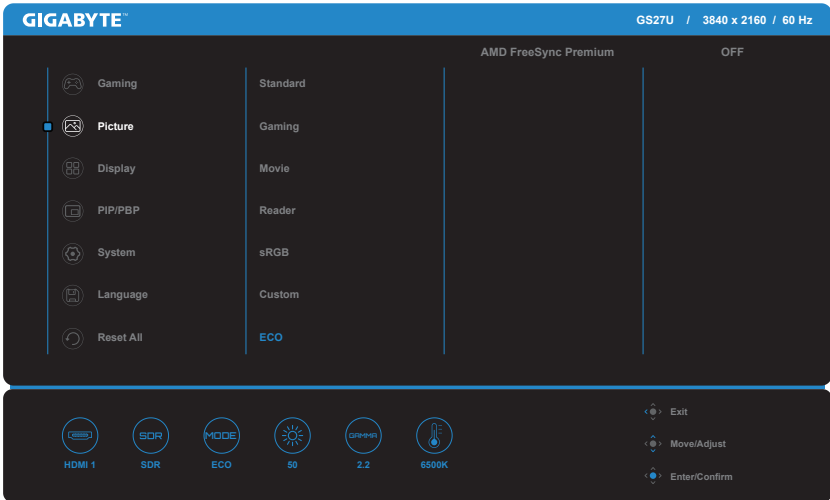 GIGABYTE™
GS27U / 3840 x 2160 / 60 Hz
AMD FreeSync Premium OFF
Gaming Standard
Picture Gaming
Display Movie
PIP/PBP Reader
System sRGB
Language Custom
Reset All ECO
Exit
SDR MODE GAMMA
Move/Adjust
HDMI 1 SDR ECO 50 2.2 6500K
Enter/Confirm